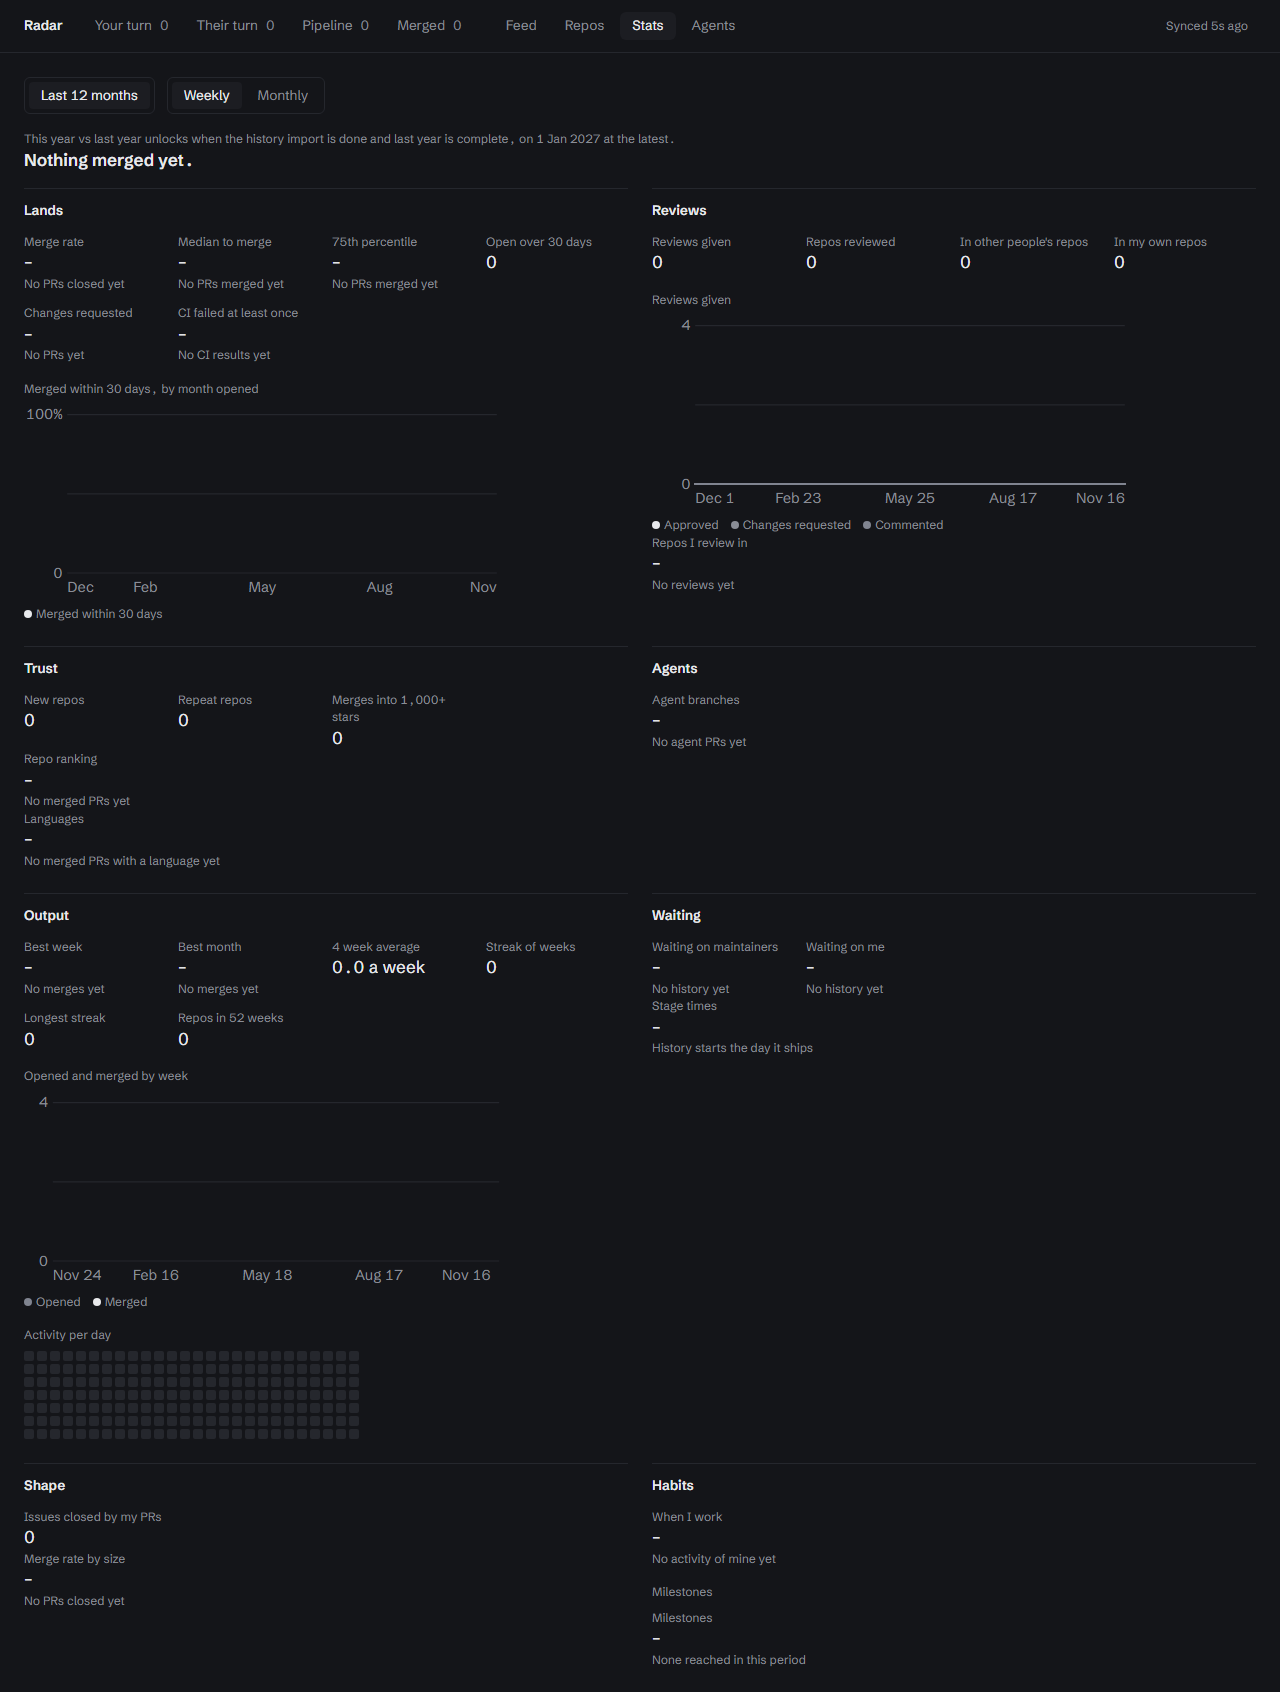 Radar Your turn 0 Their turn 0 Pipeline 0 Merged 0 Feed Repos Stats Agents Synced 5s ago
Last 12 months Weekly Monthly
This year vs last year unlocks when the history import is done and last year is complete, on 1 Jan 2027 at the latest.
Nothing merged yet.
Lands
Merge rate Median to merge 75th percentile Open over 30 days
– – – 0
No PRs closed yet No PRs merged yet No PRs merged yet
Changes requested CI failed at least once
– –
No PRs yet No CI results yet
Merged within 30 days, by month opened
100%
0
Dec Feb May Aug Nov
Merged within 30 days
Reviews
Reviews given Repos reviewed In other people's repos In my own repos
0 0 0 0
Reviews given
4
0
Dec 1 Feb 23 May 25 Aug 17 Nov 16
Approved Changes requested Commented
Repos I review in
–
No reviews yet
Trust
New repos Repeat repos Merges into 1,000+
stars
0 0 0
Repo ranking
–
No merged PRs yet
Languages
–
No merged PRs with a language yet
Agents
Agent branches
–
No agent PRs yet
Output
Best week Best month 4 week average Streak of weeks
– – 0.0 a week 0
No merges yet No merges yet
Longest streak Repos in 52 weeks
0 0
Opened and merged by week
4
0
Nov 24 Feb 16 May 18 Aug 17 Nov 16
Opened Merged
Activity per day
Waiting
Waiting on maintainers Waiting on me
– –
No history yet No history yet
Stage times
–
History starts the day it ships
Shape
Issues closed by my PRs
0
Merge rate by size
–
No PRs closed yet
Habits
When I work
–
No activity of mine yet
Milestones
Milestones
–
None reached in this period